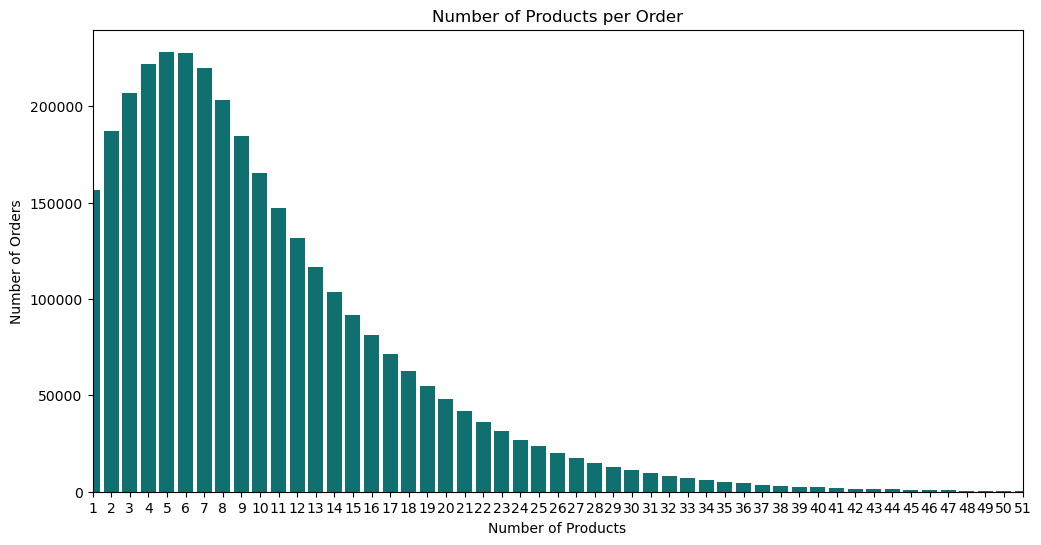 Number of Products per Order
Number of Orders
200000
150000
100000
50000
0
1 2 3 4 5 6 7 8 9 10 11 12 13 14 15 16 17 18 19 20 21 22 23 24 25 26 27 28 29 30 31 32 33 34 35 36 37 38 39 40 41 42 43 44 45 46 47 48 49 50 51
Number of Products